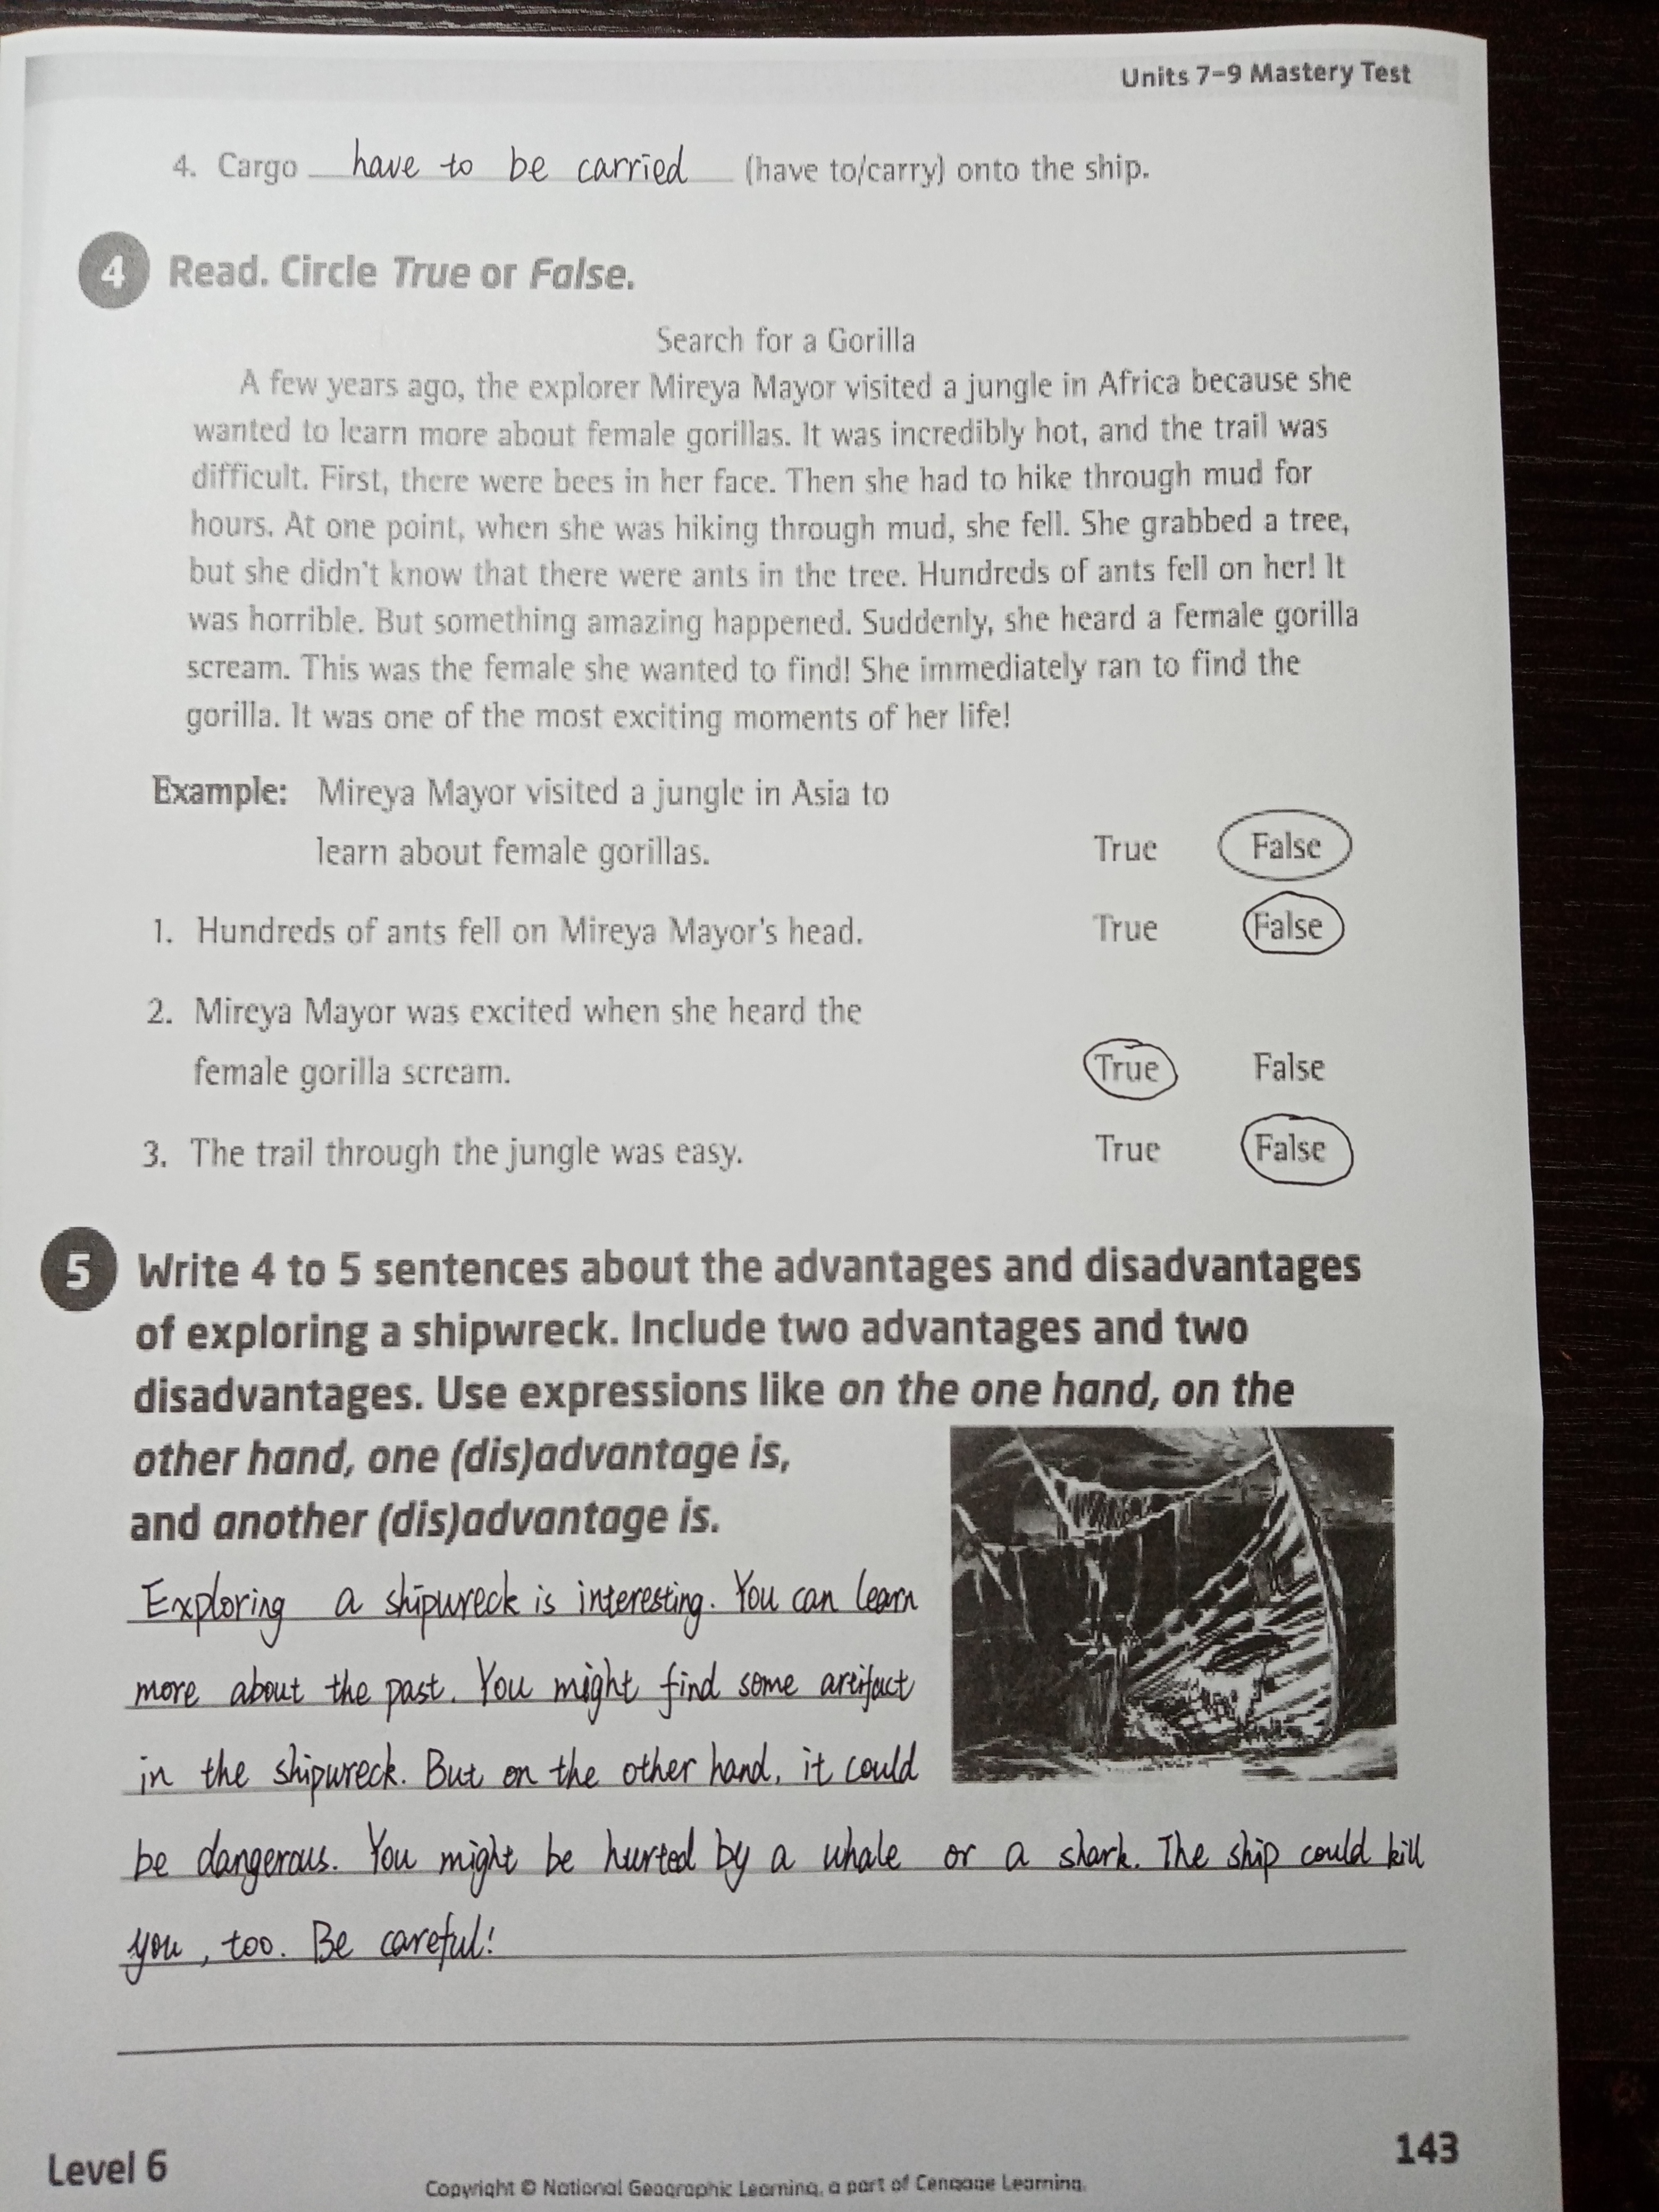 Units 7-9 Mastery Test
4. Cargo have to be carried (have to/carry) onto the ship.
4 Read. Circle True or False.
Search for a Gorilla
A few years ago, the explorer Mireya Mayor visited a jungle in Africa because she
wanted to learn more about female gorillas. It was incredibly hot, and the trail was
difficult. First, there were bees in her face. Then she had to hike through mud for
hours. At one point, when she was hiking through mud, she fell. She grabbed a tree,
but she didn't know that there were ants in the tree. Hundreds of ants fell on her! It
was horrible. But something amazing happened. Suddenly, she heard a female gorilla
scream. This was the female she wanted to find! She immediately ran to find the
gorilla. It was one of the most exciting moments of her life!
Example: Mireya Mayor visited a jungle in Asia to
learn about female gorillas. True False
1. Hundreds of ants fell on Mireya Mayor's head. True False
2. Mireya Mayor was excited when she heard the
female gorilla scream. True False
3. The trail through the jungle was easy. True False
5 Write 4 to 5 sentences about the advantages and disadvantages
of exploring a shipwreck. Include two advantages and two
disadvantages. Use expressions like on the one hand, on the
other hand, one (dis)advantage is,
and another (dis)advantage is.
Exploring a shipwreck is interesting. You can learn
more about the past. You might find some artifact
in the shipwreck. But on the other hand, it could
be dangerous. You might be hurted by a whale or a shark. The ship could kill
you, too. Be careful!
Level 6
Copyright © National Geographic Learning, a part of Cengage Learning.
143